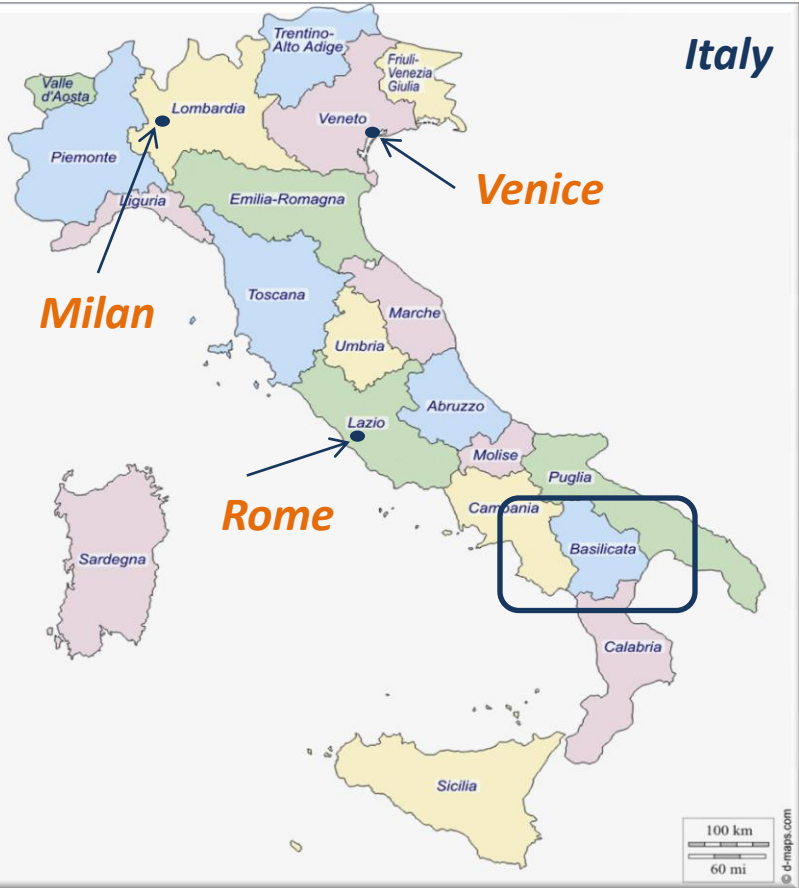 Italy
Trentino-
Alto Adige
Friuli-
Venezia
Giulia
Valle
d'Aosta
Lombardia
Veneto
Piemonte
Venice
Liguria
Emilia-Romagna
Milan
Toscana
Marche
Umbria
Abruzzo
Lazio
Molise
Puglia
Rome
Campania
Basilicata
Sardegna
Calabria
Sicilia
100 km
60 mi
© d-maps.com